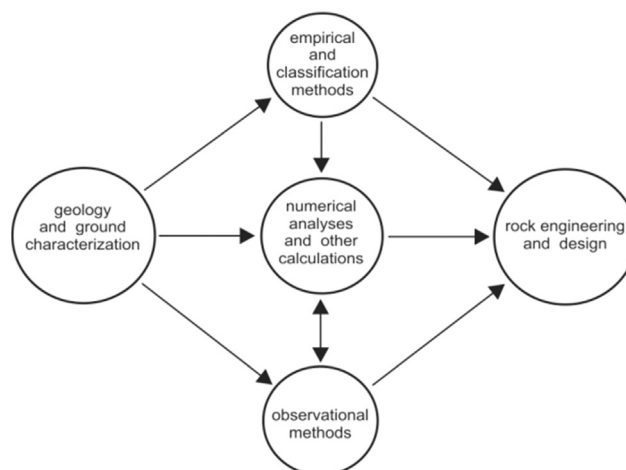 empirical
and
classification
methods
geology
and ground
characterization
numerical
analyses
and other
calculations
rock engineering
and design
observational
methods